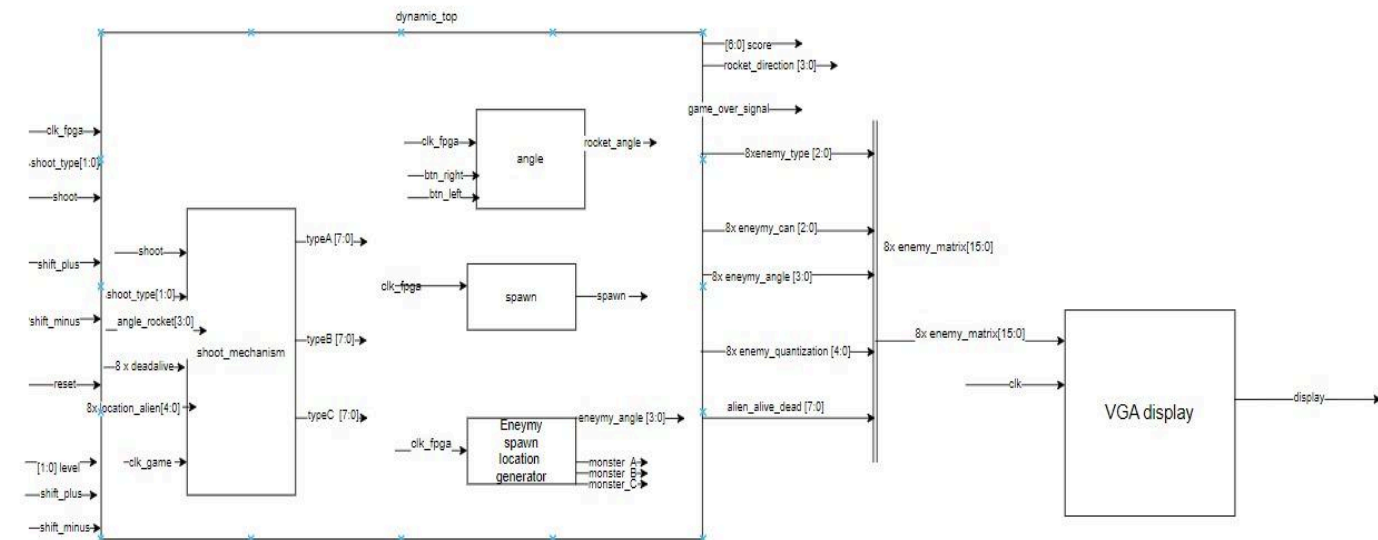 dynamic_top
[6:0] score
rocket_direction [3:0]
game_over_signal
clk_fpga
shoot_type[1:0]
shoot
shift_plus
shift_minus
reset
[1:0] level
shift_plus
shift_minus
shoot
shoot_type[1:0]
angle_rocket[3:0]
8 x deadalive
8x location_alien[4:0]
clk_game
shoot_mechanism
typeA [7:0]
typeB [7:0]
typeC [7:0]
clk_fpga
btn_right
btn_left
angle
rocket_angle
clk_fpga
spawn
spawn
clk_fpga
Eneymy
spawn
location
generator
eneymy_angle [3:0]
monster_A
monster_B
monster_C
8xenemy_type [2:0]
8x eneymy_can [2:0]
8x eneymy_angle [3:0]
8x enemy_quantization [4:0]
alien_alive_dead [7:0]
8x enemy_matrix[15:0]
8x enemy_matrix[15:0]
clk
VGA display
display